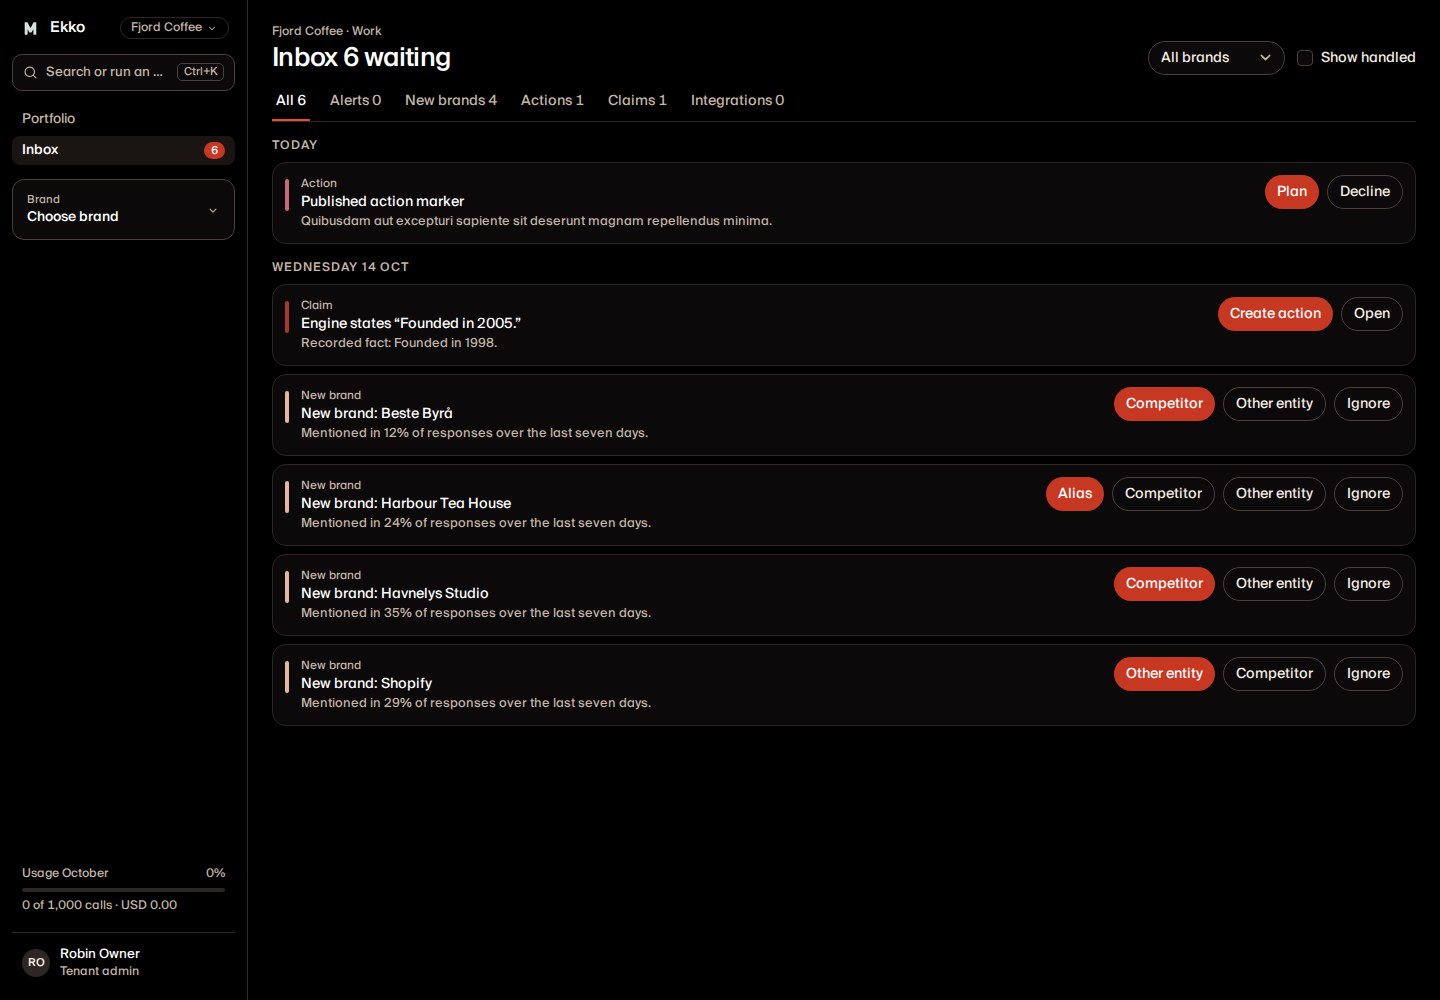 Ekko
Fjord Coffee
Search or run an ...
Ctrl+K
Portfolio
Inbox
6
Brand
Choose brand
Usage October
0%
0 of 1,000 calls · USD 0.00
RO
Robin Owner
Tenant admin
Fjord Coffee · Work
Inbox 6 waiting
All brands
Show handled
All 6
Alerts 0
New brands 4
Actions 1
Claims 1
Integrations 0
TODAY
Action
Published action marker
Quibusdam aut excepturi sapiente sit deserunt magnam repellendus minima.
Plan
Decline
WEDNESDAY 14 OCT
Claim
Engine states “Founded in 2005.”
Recorded fact: Founded in 1998.
Create action
Open
New brand
New brand: Beste Byrå
Mentioned in 12% of responses over the last seven days.
Competitor
Other entity
Ignore
New brand
New brand: Harbour Tea House
Mentioned in 24% of responses over the last seven days.
Alias
Competitor
Other entity
Ignore
New brand
New brand: Havnelys Studio
Mentioned in 35% of responses over the last seven days.
Competitor
Other entity
Ignore
New brand
New brand: Shopify
Mentioned in 29% of responses over the last seven days.
Other entity
Competitor
Ignore